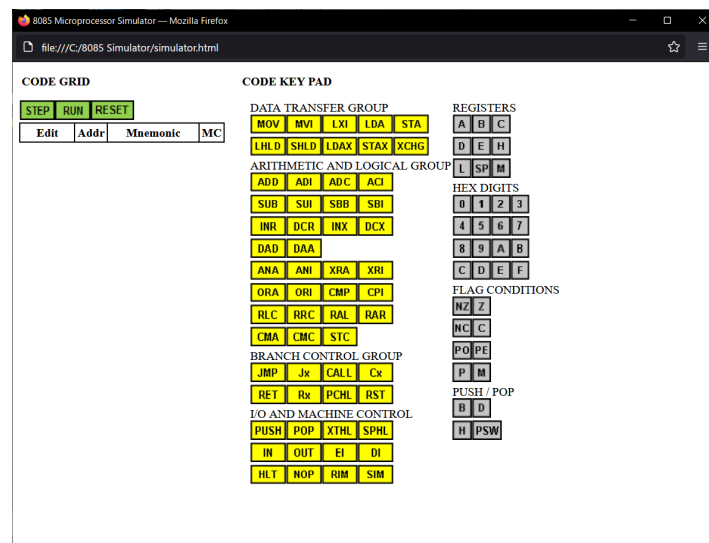 8085 Microprocessor Simulator — Mozilla Firefox
file:///C:/8085 Simulator/simulator.html
CODE GRID
STEP RUN RESET
Edit Addr Mnemonic MC
CODE KEY PAD
DATA TRANSFER GROUP
MOV MVI LXI LDA STA
LHLD SHLD LDAX STAX XCHG
ARITHMETIC AND LOGICAL GROUP
ADD ADI ADC ACI
SUB SUI SBB SBI
INR DCR INX DCX
DAD DAA
ANA ANI XRA XRI
ORA ORI CMP CPI
RLC RRC RAL RAR
CMA CMC STC
BRANCH CONTROL GROUP
JMP Jx CALL Cx
RET Rx PCHL RST
I/O AND MACHINE CONTROL
PUSH POP XTHL SPHL
IN OUT EI DI
HLT NOP RIM SIM
REGISTERS
A B C
D E H
L SP M
HEX DIGITS
0 1 2 3
4 5 6 7
8 9 A B
C D E F
FLAG CONDITIONS
NZ Z
NC C
PO PE
P M
PUSH / POP
B D
H PSW